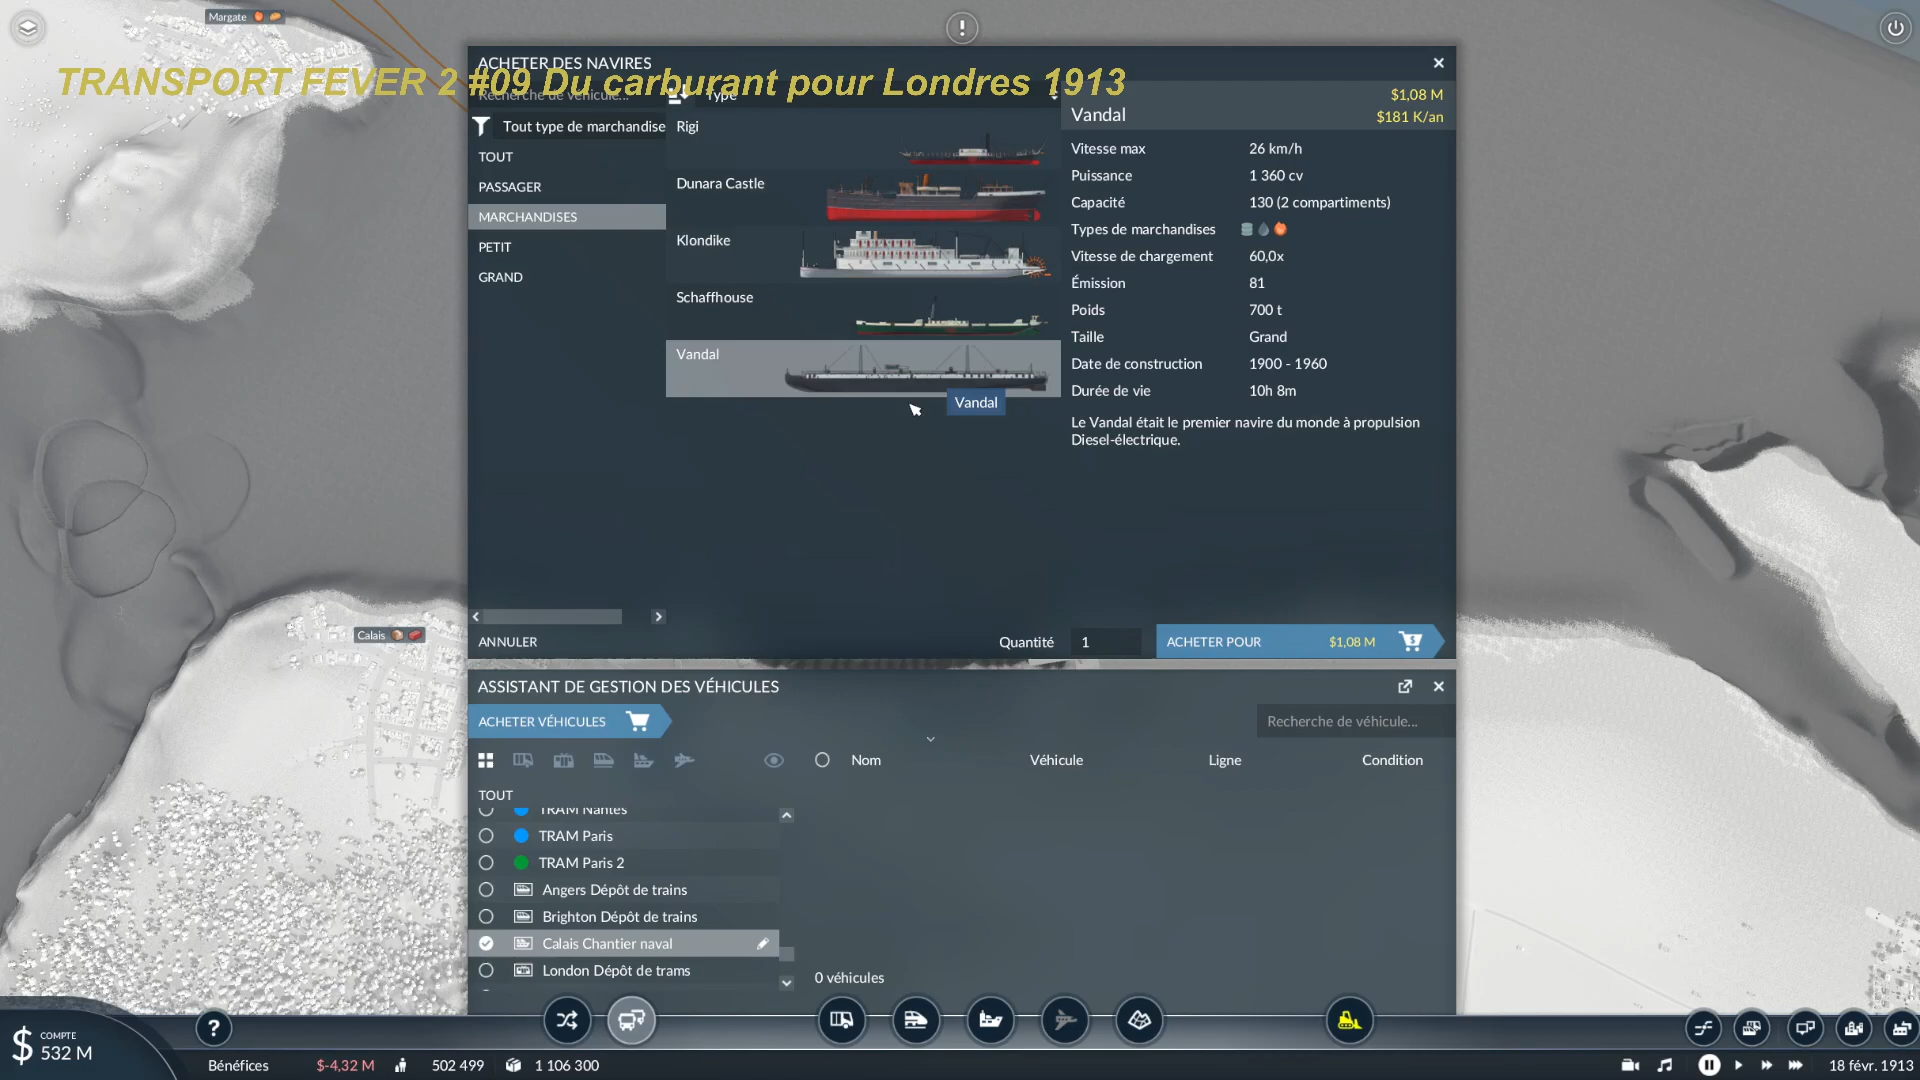 Margate
ACHETER DES NAVIRES
TRANSPORT FEVER 2 #09 Du carburant pour Londres 1913
Recherche de véhicule...
Type
Tout type de marchandise
TOUT
PASSAGER
MARCHANDISES
PETIT
GRAND
Rigi
Dunara Castle
Klondike
Schaffhouse
Vandal
Vandal
$1,08 M
Vandal
$181 K/an
Vitesse max 26 km/h
Puissance 1 360 cv
Capacité 130 (2 compartiments)
Types de marchandises
Vitesse de chargement 60,0x
Émission 81
Poids 700 t
Taille Grand
Date de construction 1900 - 1960
Durée de vie 10h 8m
Le Vandal était le premier navire du monde à propulsion
Diesel-électrique.
Calais
ANNULER
Quantité 1
ACHETER POUR $1,08 M
ASSISTANT DE GESTION DES VÉHICULES
ACHETER VÉHICULES
Recherche de véhicule...
Nom Véhicule Ligne Condition
TOUT
TRAM Nantes
TRAM Paris
TRAM Paris 2
Angers Dépôt de trains
Brighton Dépôt de trains
Calais Chantier naval
London Dépôt de trams
0 véhicules
COMPTE
532 M
Bénéfices $-4,32 M 502 499 1 106 300
18 févr. 1913